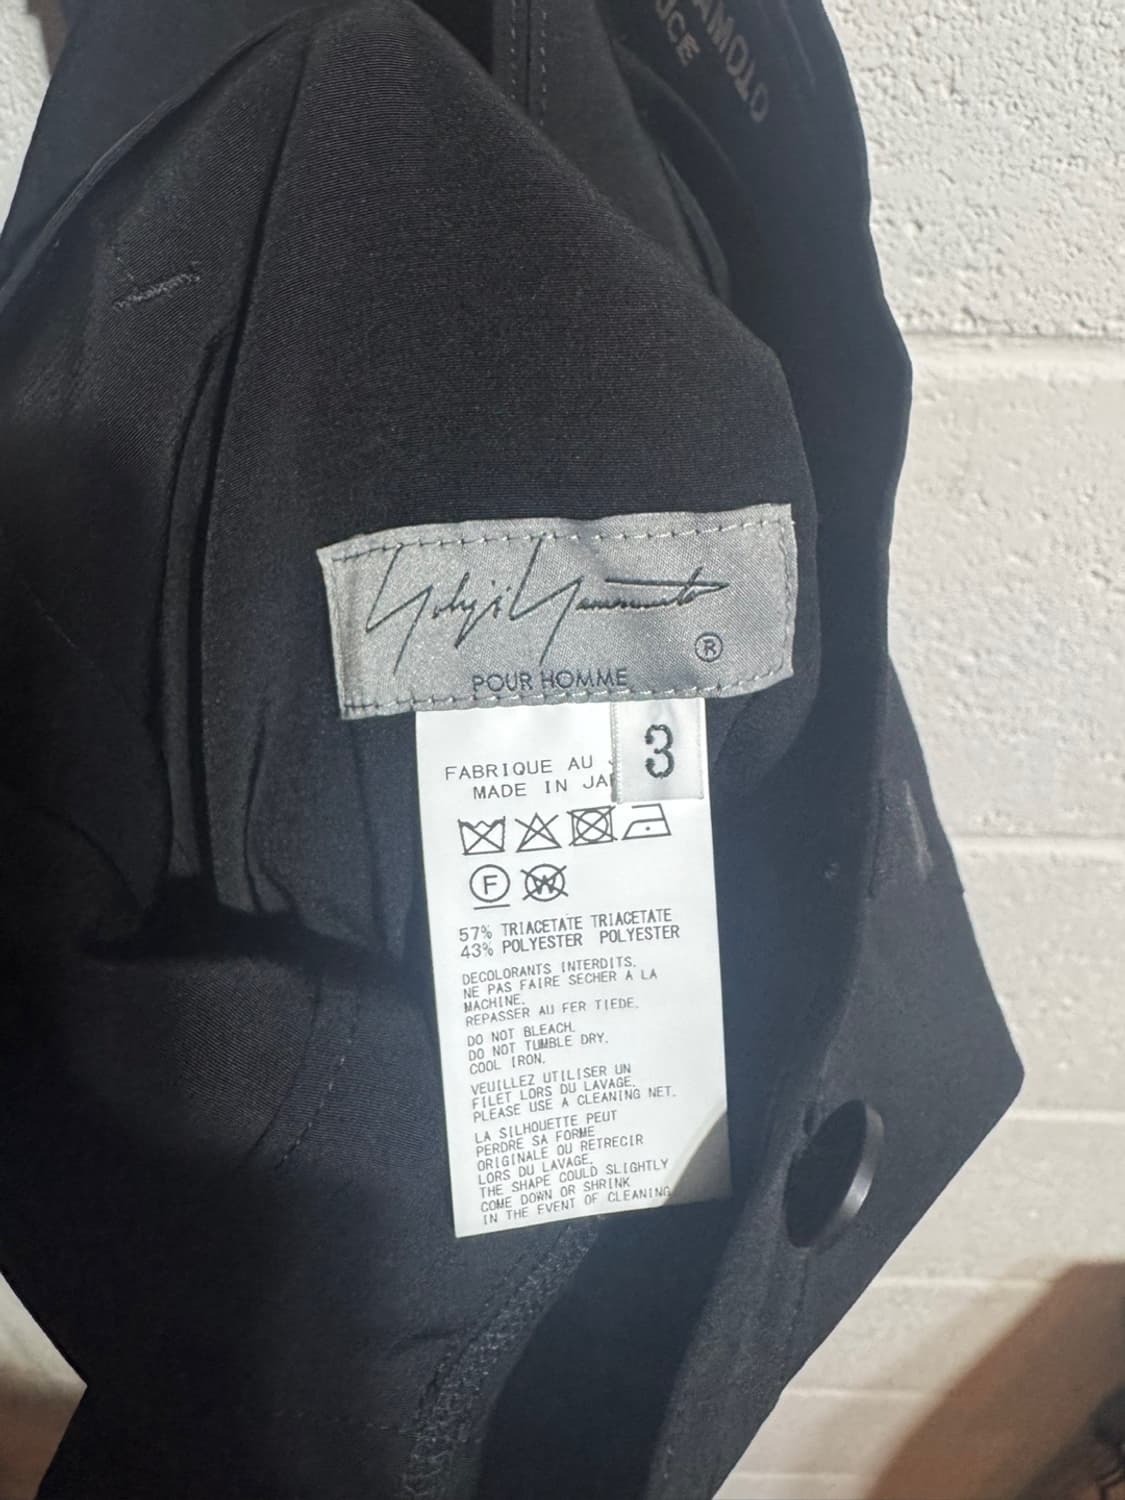 Yohji Yamamoto
®
POUR HOMME
3
FABRIQUE AU
MADE IN
F
W
57% TRIACETATE TRIACETATE
43% POLYESTER POLYESTER
DECOLORANTS INTERDITS.
NE PAS FAIRE SECHER A LA
MACHINE.
REPASSER AU FER TIEDE.
DO NOT BLEACH.
DO NOT TUMBLE DRY.
COOL IRON.
VEUILLEZ UTILISER UN
FILET LORS DU LAVAGE.
PLEASE USE A CLEANING NET.
LA SILHOUETTE PEUT
PERDRE SA FORME
ORIGINALE OU RETRECIR
LORS DU LAVAGE.
THE SHAPE COULD SLIGHTLY
COME DOWN OR SHRINK
IN THE EVENT OF CLEANING